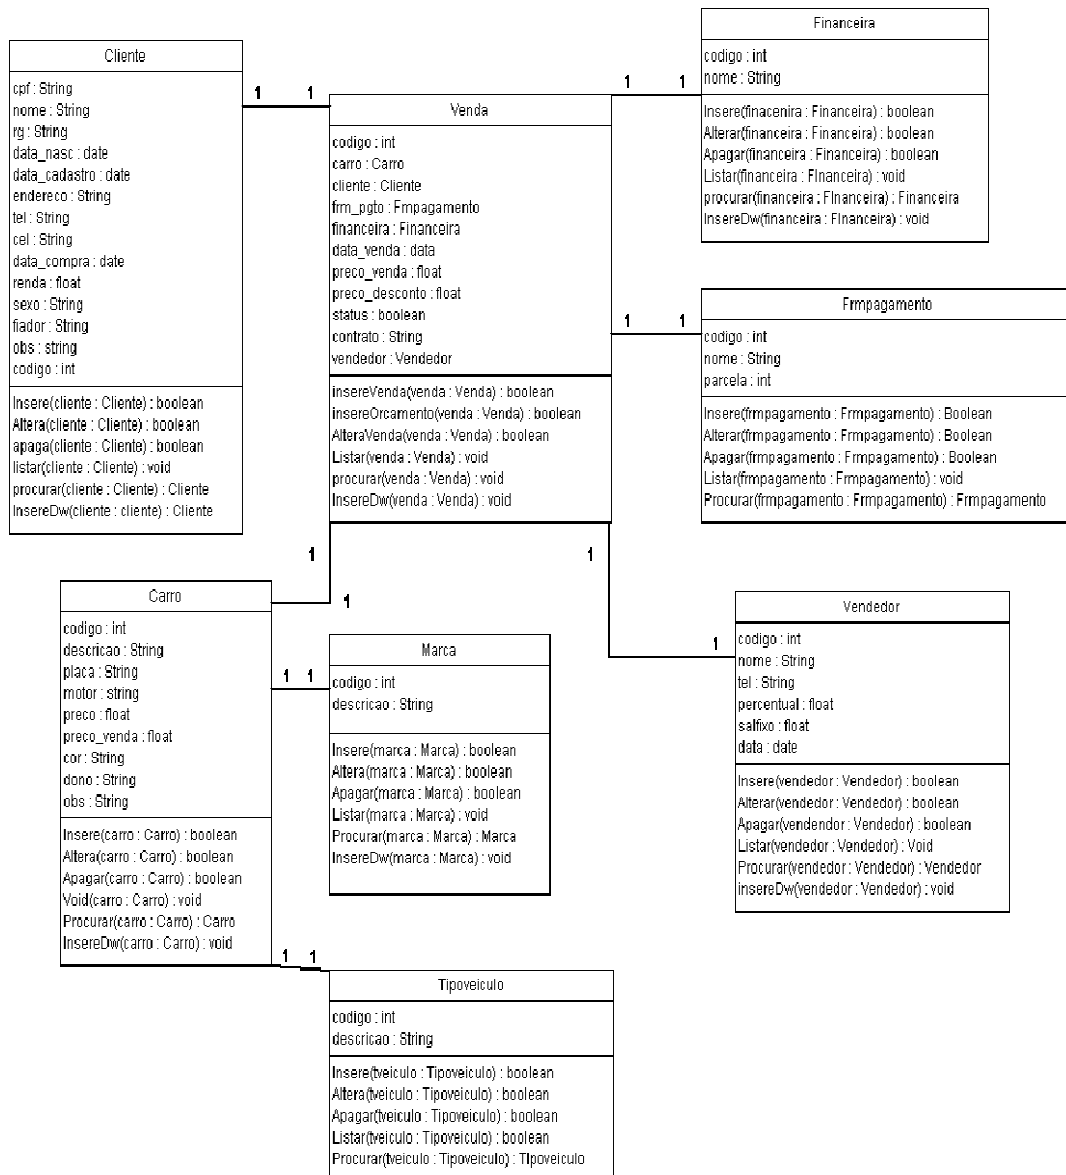 Cliente
cpf : String
nome : String
rg : String
data_nasc : date
data_cadastro : date
endereco : String
tel : String
cel : String
data_compra : date
renda : float
sexo : String
fiador : String
obs : string
codigo : int
Insere(cliente : Cliente) : boolean
Altera(cliente : Cliente) : boolean
apaga(cliente : Cliente) : boolean
listar(cliente : Cliente) : void
procurar(cliente : Cliente) : Cliente
InsereDw(cliente : cliente) : Cliente
1 1
Venda
codigo : int
carro : Carro
cliente : Cliente
frm_pgto : Fmpagamento
financeira : Financeira
data_venda : data
preco_venda : float
preco_desconto : float
status : boolean
contrato : String
vendedor : Vendedor
insereVenda(venda : Venda) : boolean
insereOrcamento(venda : Venda) : boolean
AlteraVenda(venda : Venda) : boolean
Listar(venda : Venda) : void
procurar(venda : Venda) : void
InsereDw(venda : Venda) : void
1 1
Financeira
codigo : int
nome : String
Insere(finacenira : Financeira) : boolean
Alterar(financeira : Financeira) : boolean
Apagar(financeira : Financeira) : boolean
Listar(financeira : FInanceira) : void
procurar(financeira : FInanceira) : Financeira
InsereDw(financeira : FInanceira) : void
1 1
Frmpagamento
codigo : int
nome : String
parcela : int
Insere(frmpagamento : Frmpagamento) : Boolean
Alterar(frmpagamento : Frmpagamento) : Boolean
Apagar(frmpagamento : Frmpagamento) : Boolean
Listar(frmpagamento : Frmpagamento) : void
Procurar(frmpagamento : Frmpagamento) : Frmpagamento
1
1
Carro
codigo : int
descricao : String
placa : String
motor : string
preco : float
preco_venda : float
cor : String
dono : String
obs : String
Insere(carro : Carro) : boolean
Altera(carro : Carro) : boolean
Apagar(carro : Carro) : boolean
Void(carro : Carro) : void
Procurar(carro : Carro) : Carro
InsereDw(carro : Carro) : void
1 1
Marca
codigo : int
descricao : String
Insere(marca : Marca) : boolean
Altera(marca : Marca) : boolean
Apagar(marca : Marca) : boolean
Listar(marca : Marca) : void
Procurar(marca : Marca) : Marca
InsereDw(marca : Marca) : void
1
1
Vendedor
codigo : int
nome : String
tel : String
percentual : float
salfixo : float
data : date
Insere(vendedor : Vendedor) : boolean
Alterar(vendedor : Vendedor) : boolean
Apagar(vendendor : Vendedor) : boolean
Listar(vendedor : Vendedor) : Void
Procurar(vendedor : Vendedor) : Vendedor
insereDw(vendedor : Vendedor) : void
1 1
Tipoveiculo
codigo : int
descricao : String
Insere(tveiculo : Tipoveiculo) : boolean
Altera(tveiculo : Tipoveiculo) : boolean
Apagar(tveiculo : Tipoveiculo) : boolean
Listar(tveiculo : Tipoveiculo) : boolean
Procurar(tveiculo : Tipoveiculo) : TIpoveiculo